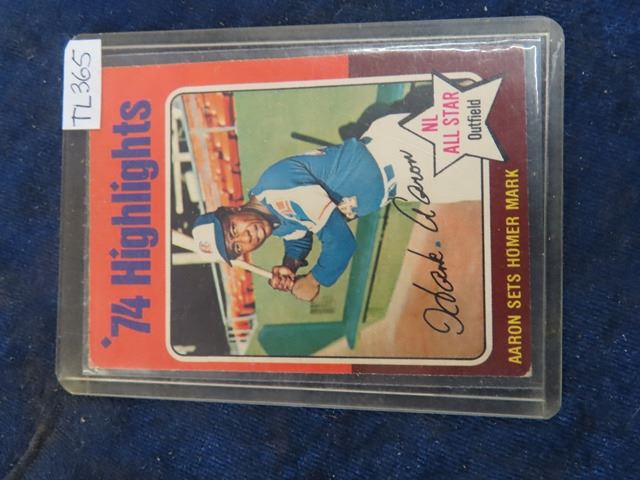 TL365
'74 Highlights
NL
ALL STAR
Outfield
Hank Aaron
AARON SETS HOMER MARK